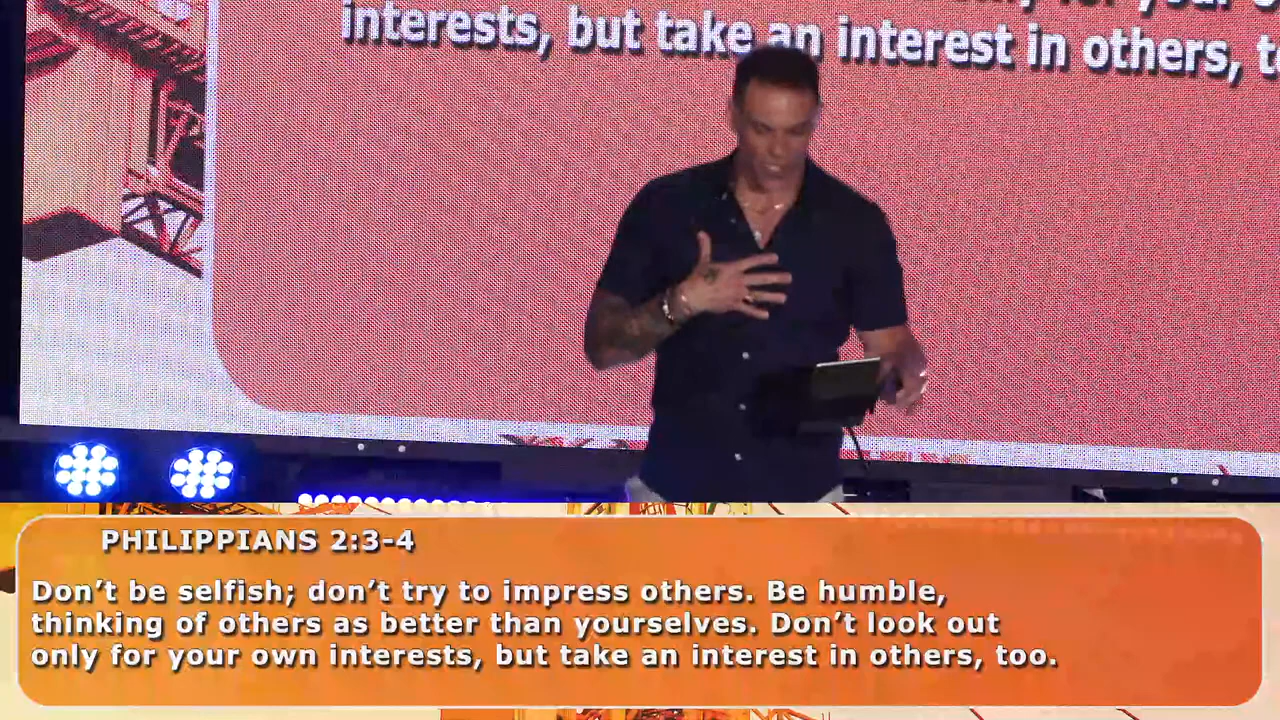 for your
interests, but take an interest in others,
PHILIPPIANS 2:3-4
Don’t be selfish; don’t try to impress others. Be humble,
thinking of others as better than yourselves. Don’t look out
only for your own interests, but take an interest in others, too.